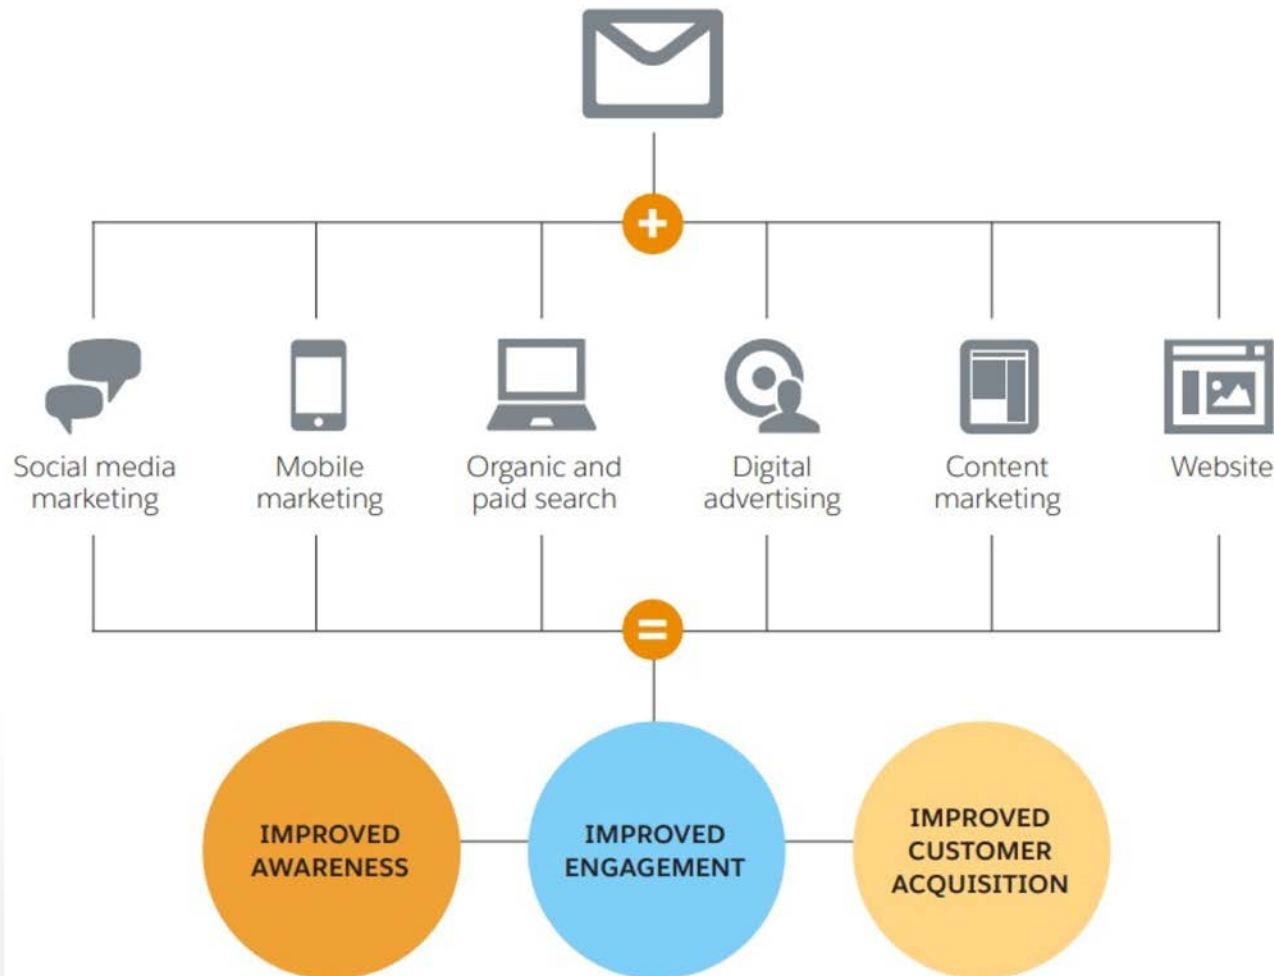 +
Social media
marketing
Mobile
marketing
Organic and
paid search
Digital
advertising
Content
marketing
Website
=
IMPROVED
AWARENESS
IMPROVED
ENGAGEMENT
IMPROVED
CUSTOMER
ACQUISITION